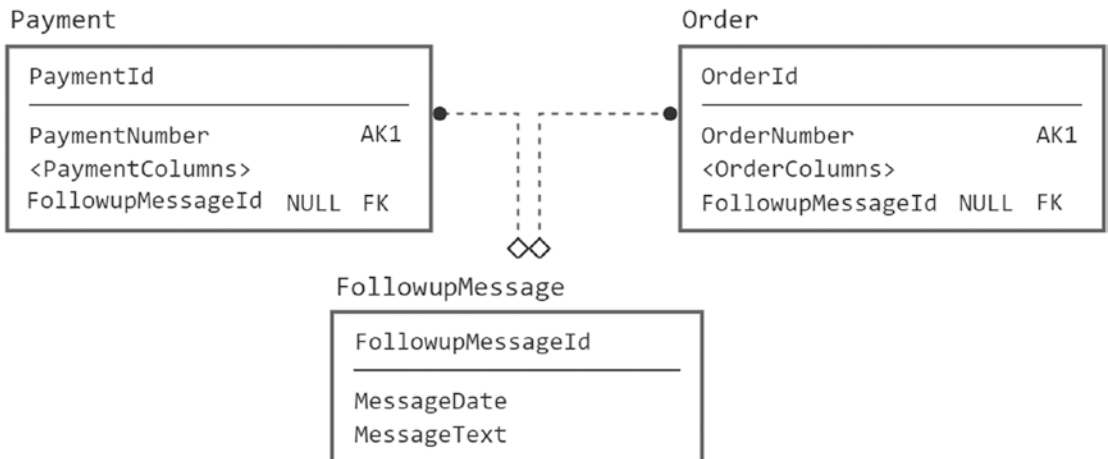 Payment
PaymentId
PaymentNumber AK1
<PaymentColumns>
FollowupMessageId NULL FK
Order
OrderId
OrderNumber AK1
<OrderColumns>
FollowupMessageId NULL FK
FollowupMessage
FollowupMessageId
MessageDate
MessageText